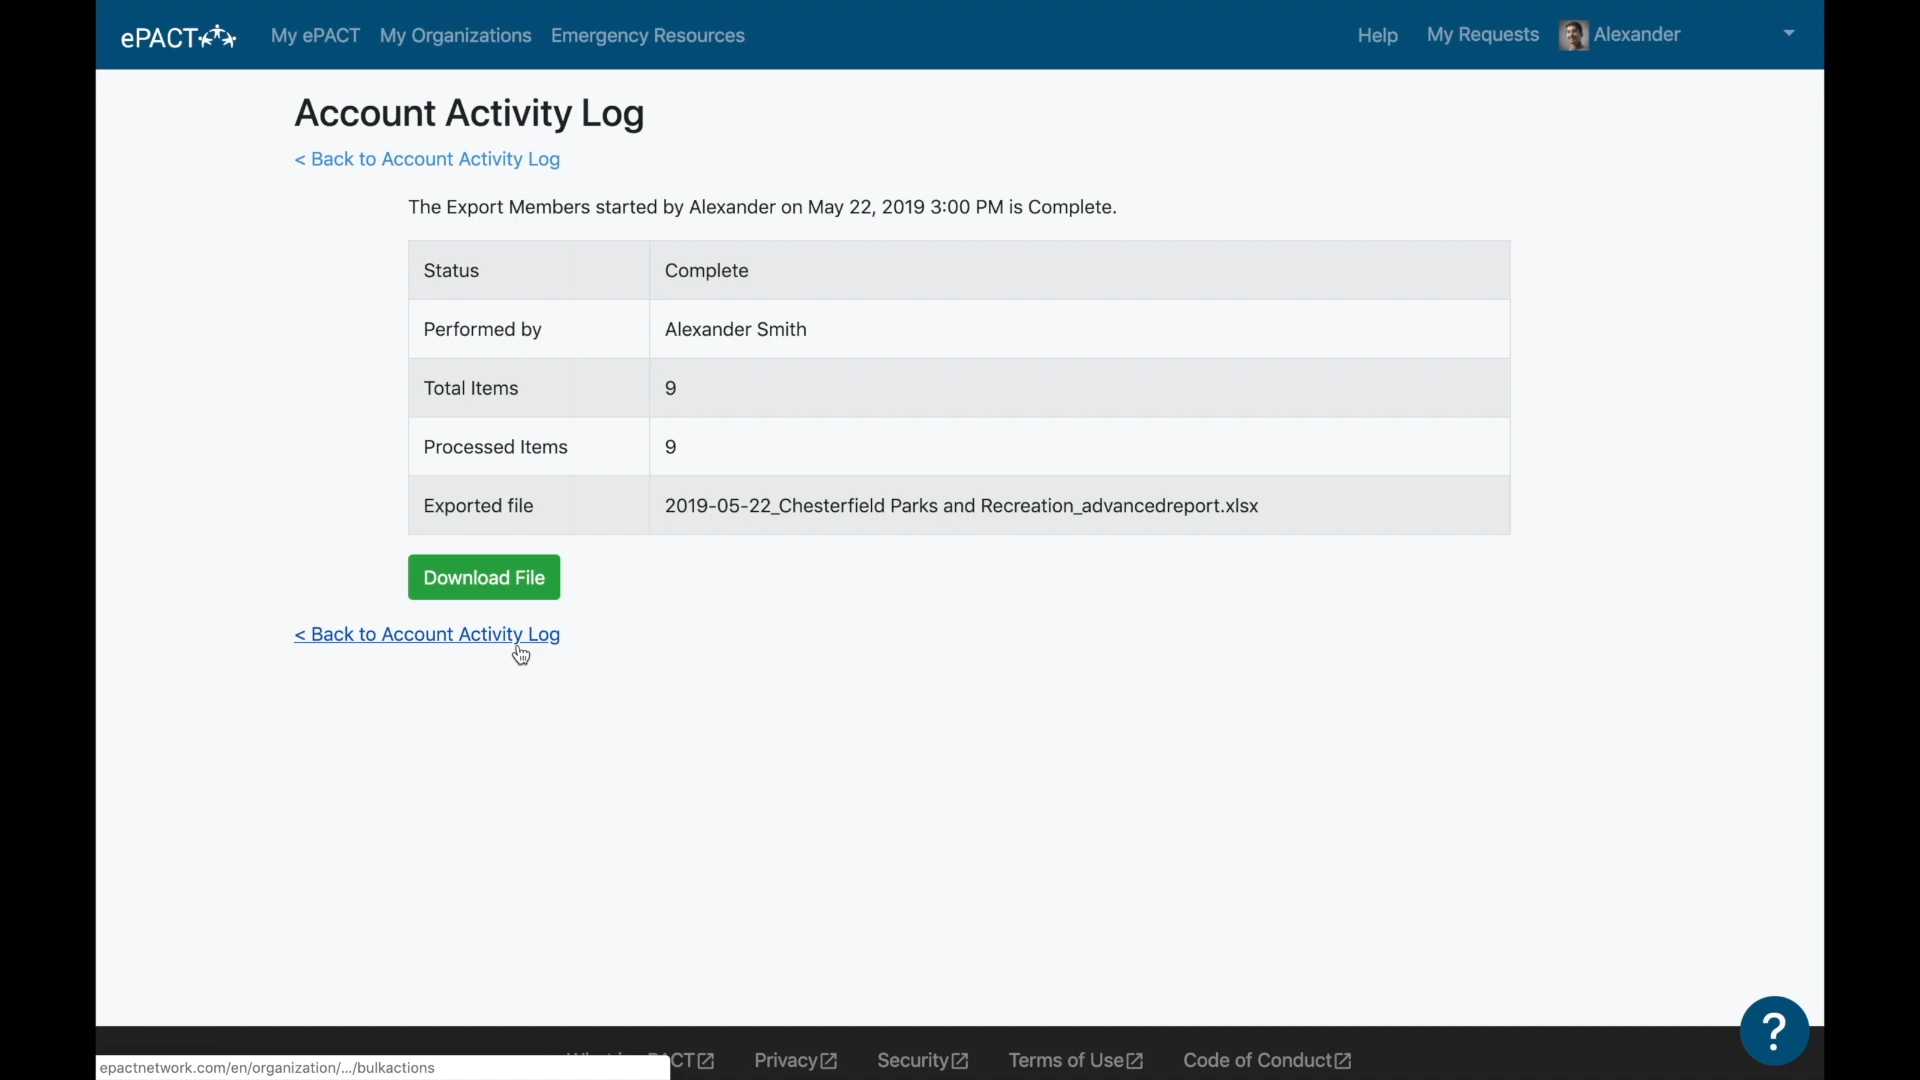 ePACT
My ePACT My Organizations Emergency Resources
Help My Requests Alexander
Account Activity Log
< Back to Account Activity Log
The Export Members started by Alexander on May 22, 2019 3:00 PM is Complete.
Status Complete
Performed by Alexander Smith
Total Items 9
Processed Items 9
Exported file 2019-05-22_Chesterfield Parks and Recreation_advancedreport.xlsx
Download File
< Back to Account Activity Log
?
Privacy Security Terms of Use Code of Conduct
epactnetwork.com/en/organization/.../bulkactions